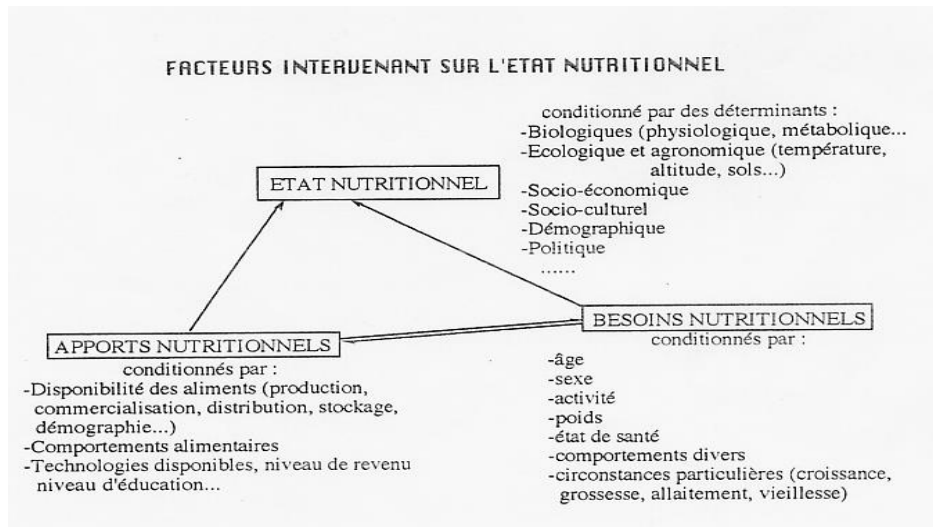 FACTEURS INTERVENANT SUR L'ETAT NUTRITIONNEL
conditionné par des déterminants :
-Biologiques (physiologique, métabolique...
-Ecologique et agronomique (température,
altitude, sols...)
-Socio-économique
-Socio-culturel
-Démographique
-Politique
......
ETAT NUTRITIONNEL
BESOINS NUTRITIONNELS
conditionnés par :
-âge
-sexe
-activité
-poids
-état de santé
-comportements divers
-circonstances particulières (croissance,
grossesse, allaitement, vieillesse)
APPORTS NUTRITIONNELS
conditionnés par :
-Disponibilité des aliments (production,
commercialisation, distribution, stockage,
démographie...)
-Comportements alimentaires
-Technologies disponibles, niveau de revenu
niveau d'éducation...